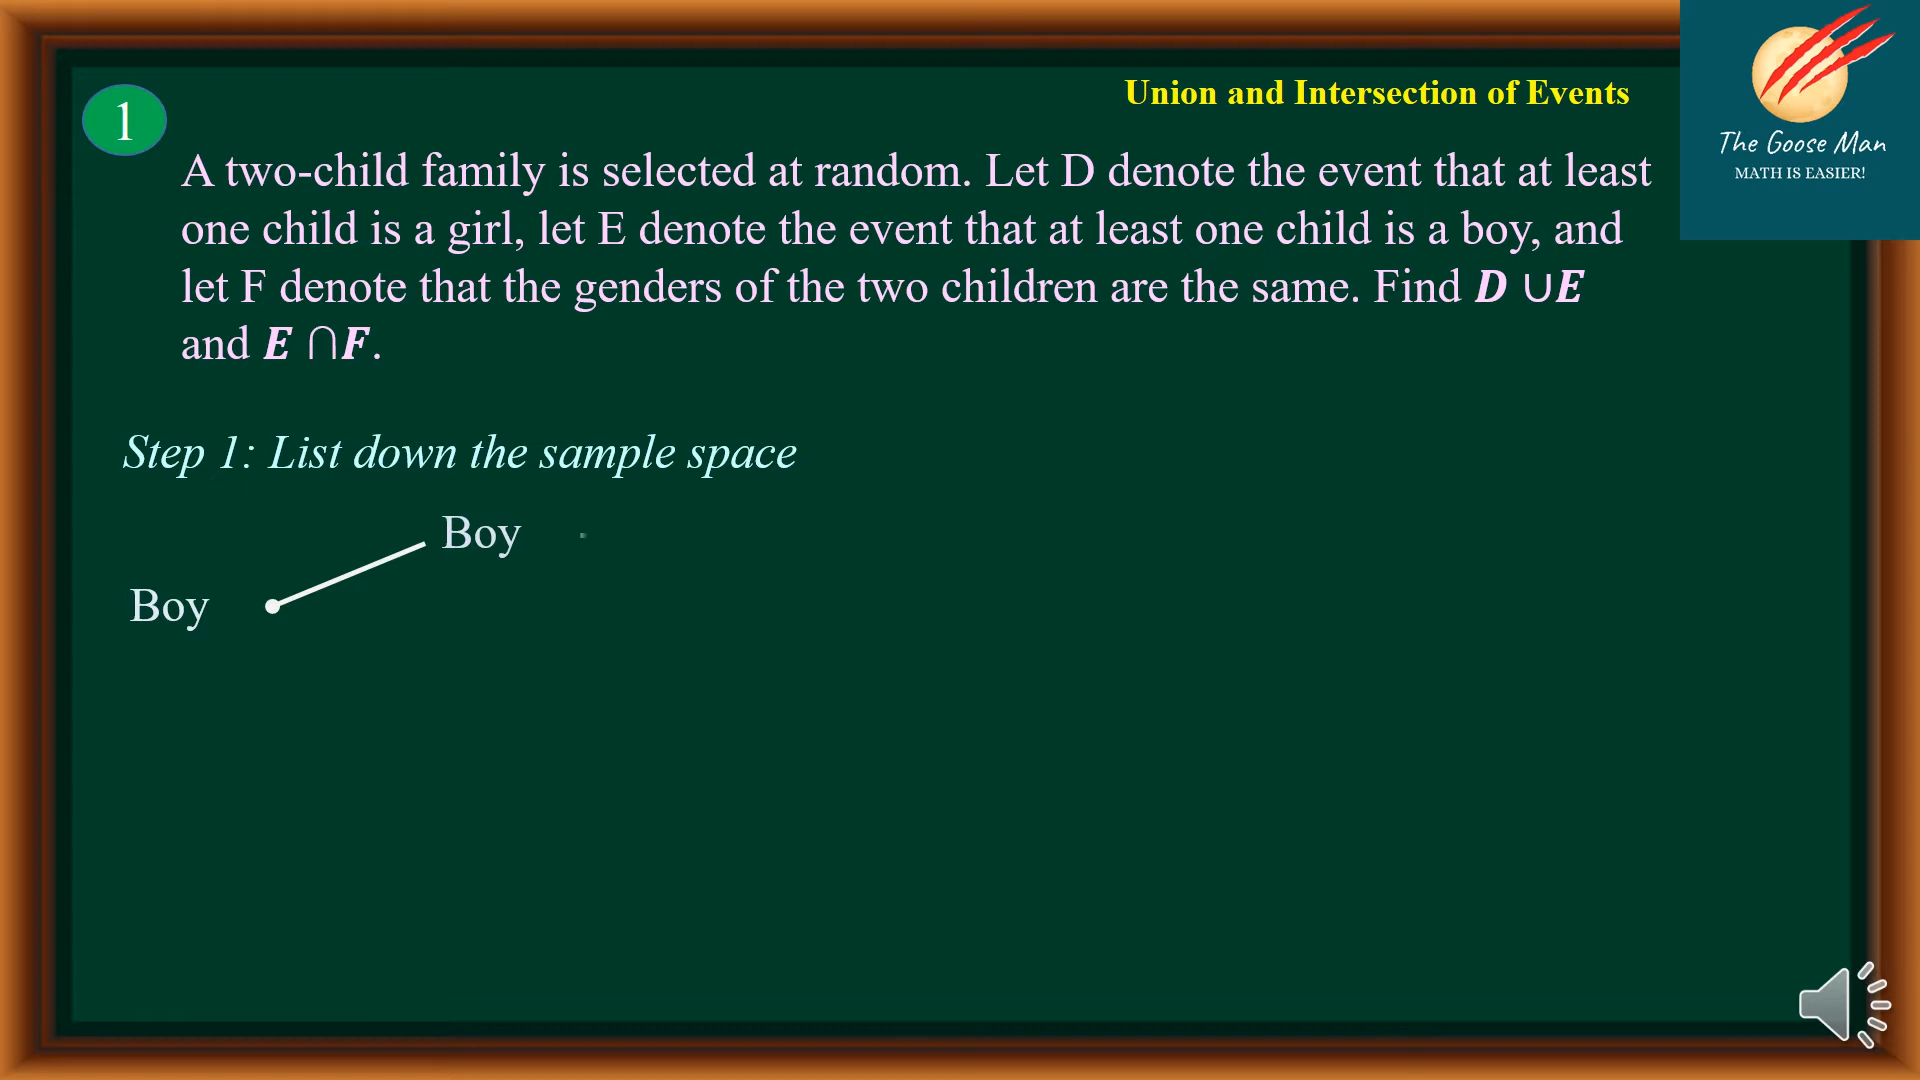 1
Union and Intersection of Events
The Goose Man
MATH IS EASIER!
A two-child family is selected at random. Let D denote the event that at least
one child is a girl, let E denote the event that at least one child is a boy, and
let F denote that the genders of the two children are the same. Find D ∪E
and E ∩F.
Step 1: List down the sample space
Boy
Boy